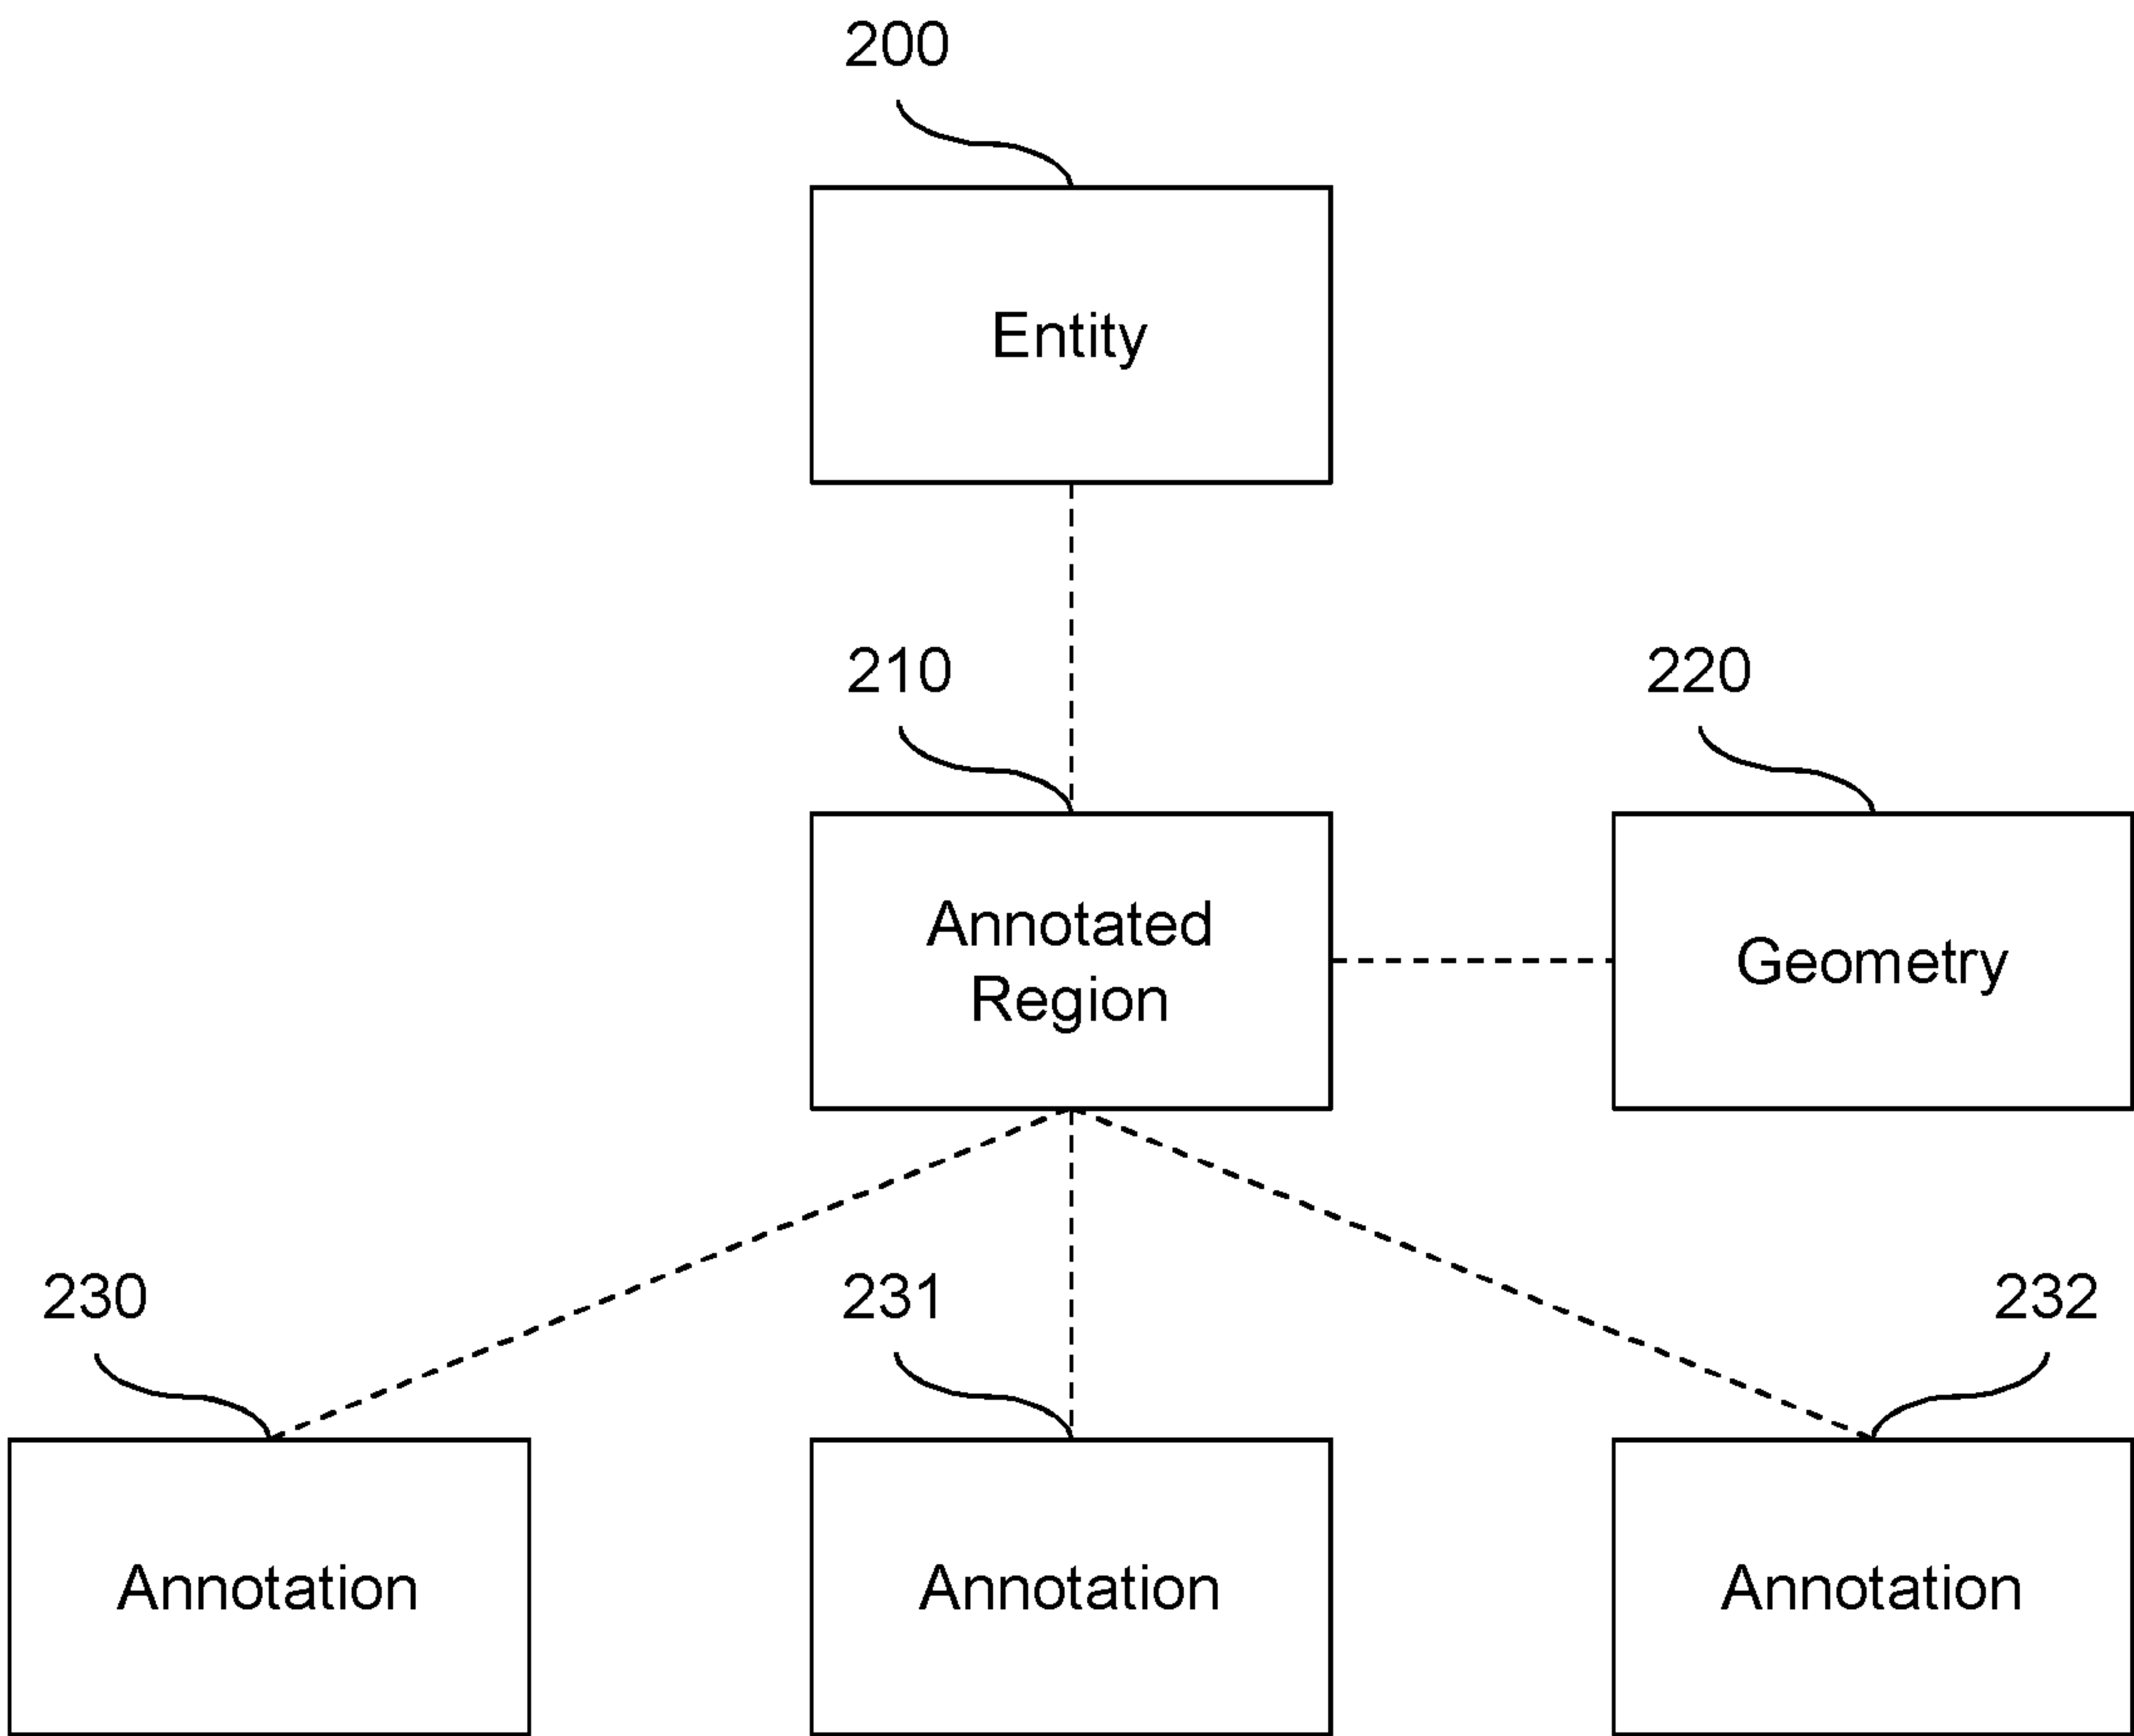 200
Entity
210
220
Annotated
Region
Geometry
230
231
232
Annotation
Annotation
Annotation